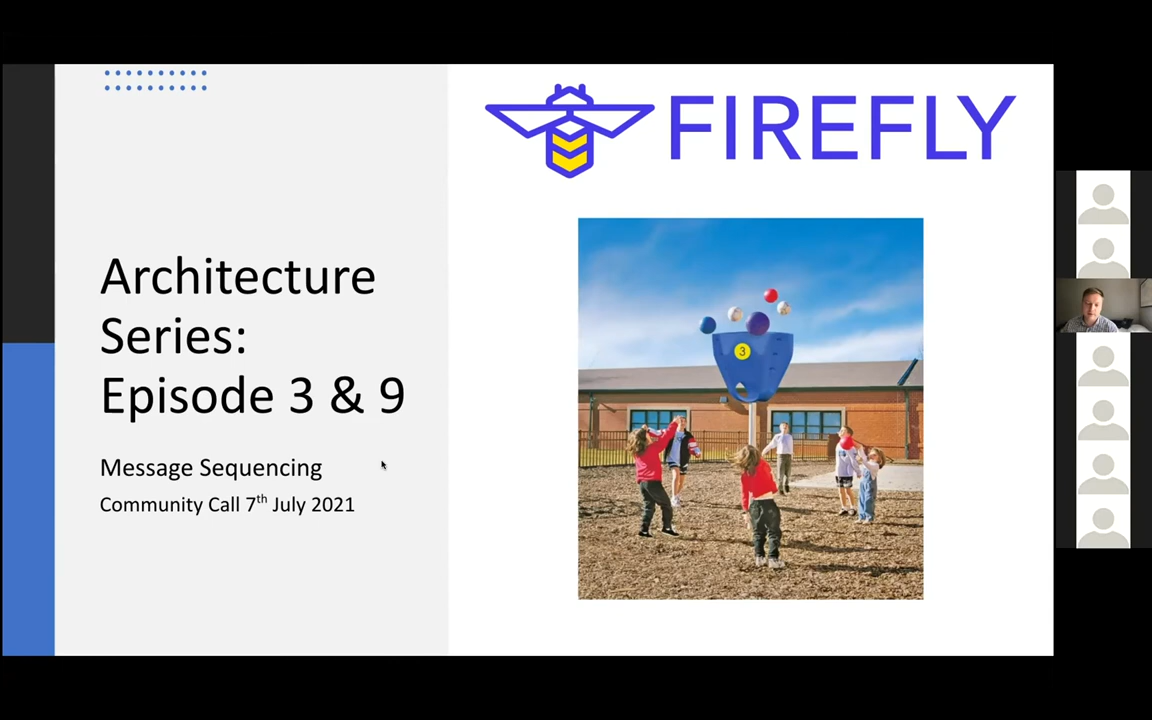 FIREFLY
Architecture
Series:
Episode 3 & 9
Message Sequencing
Community Call 7th July 2021
3